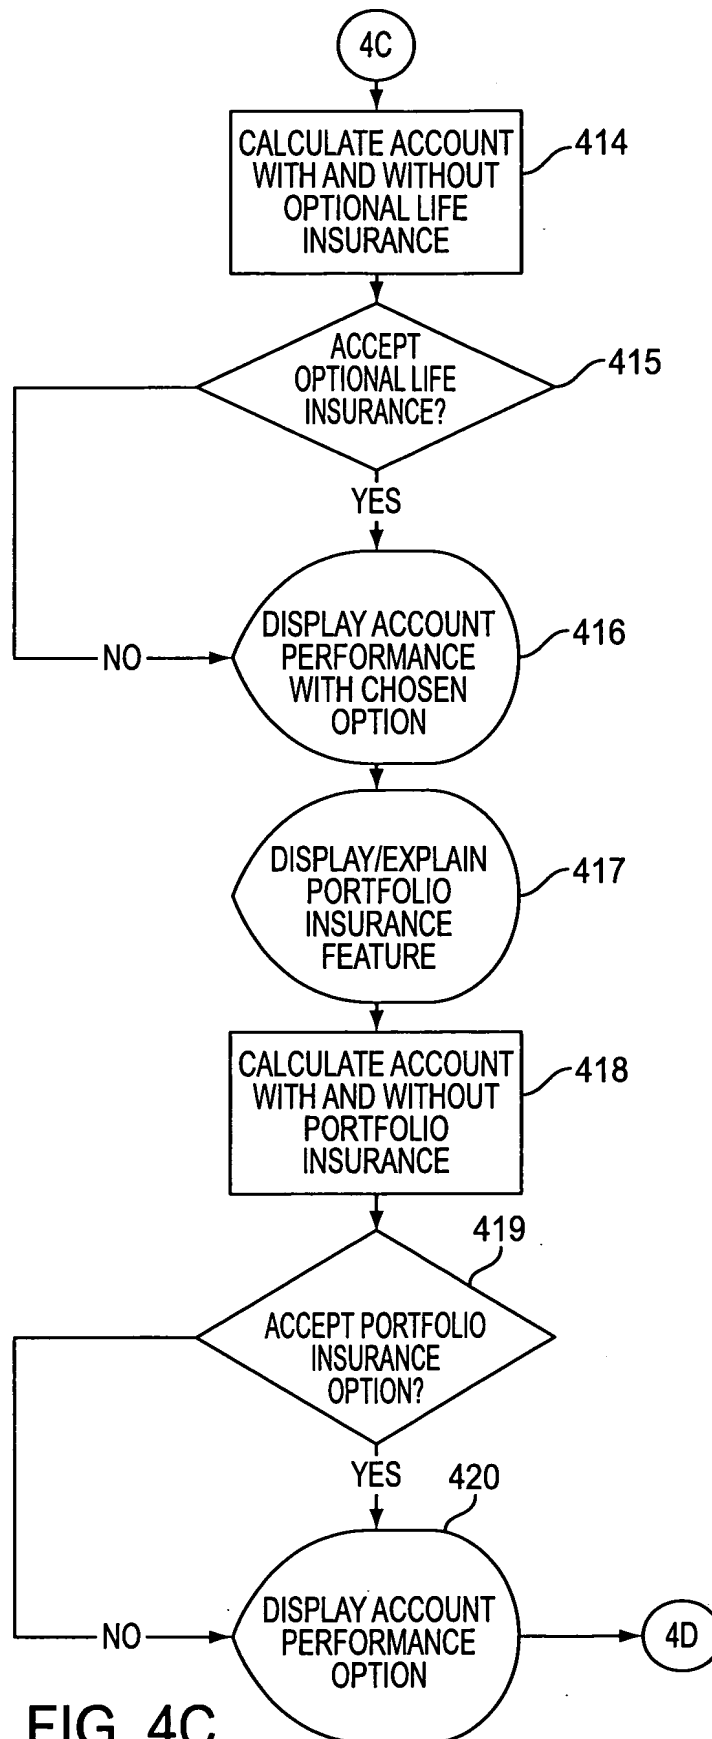 4C
CALCULATE ACCOUNT
WITH AND WITHOUT
OPTIONAL LIFE
INSURANCE
414
ACCEPT
OPTIONAL LIFE
INSURANCE?
415
YES
NO
DISPLAY ACCOUNT
PERFORMANCE
WITH CHOSEN
OPTION
416
DISPLAY/EXPLAIN
PORTFOLIO
INSURANCE
FEATURE
417
CALCULATE ACCOUNT
WITH AND WITHOUT
PORTFOLIO
INSURANCE
418
419
ACCEPT PORTFOLIO
INSURANCE
OPTION?
YES
420
NO
DISPLAY ACCOUNT
PERFORMANCE
OPTION
4D
FIG. 4C